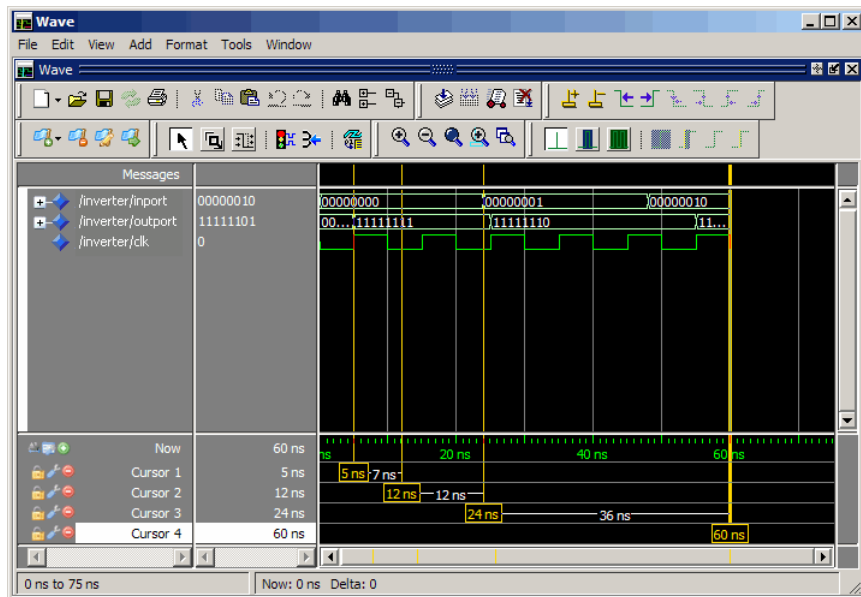 Wave
File Edit View Add Format Tools Window
Wave
Messages
/inverter/inport 00000010 00000000 00000001 00000010
/inverter/outport 11111101 00... 11111111 11111110 11...
/inverter/clk 0
Now 60 ns ns 20 ns 40 ns 60 ns
Cursor 1 5 ns 5 ns 7 ns
Cursor 2 12 ns 12 ns 12 ns
Cursor 3 24 ns 24 ns 36 ns
Cursor 4 60 ns 60 ns
0 ns to 75 ns Now: 0 ns Delta: 0